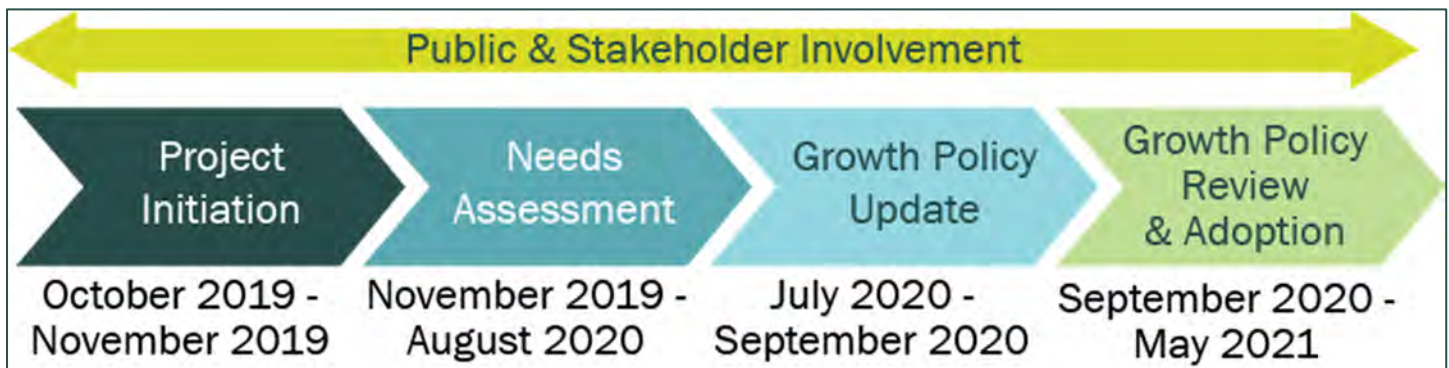 Public & Stakeholder Involvement
Project
Initiation
Needs
Assessment
Growth Policy
Update
Growth Policy
Review
& Adoption
October 2019 -
November 2019
November 2019 -
August 2020
July 2020 -
September 2020
September 2020 -
May 2021